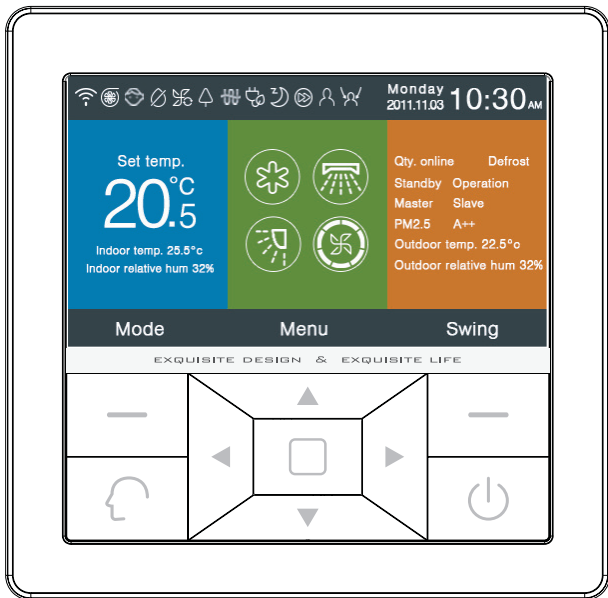 Monday
2011.11.03 10:30 AM
Set temp.
20.5°C
Indoor temp. 25.5°c
Indoor relative hum 32%
Qty. online Defrost
Standby Operation
Master Slave
PM2.5 A++
Outdoor temp. 22.5°o
Outdoor relative hum 32%
Mode Menu Swing
EXQUISITE DESIGN & EXQUISITE LIFE